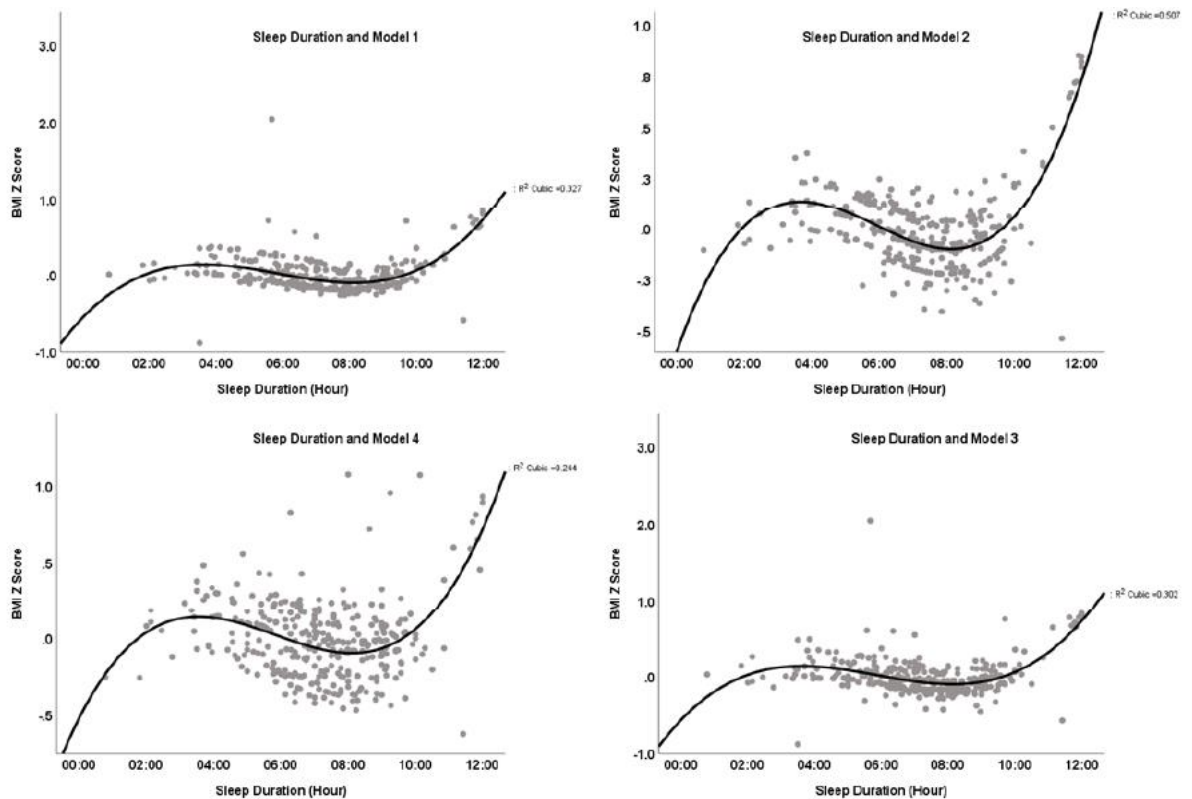 Sleep Duration and Model 1
3.0
2.0
1.0
.0
-1.0
BMI Z Score
: R2 Cubic =0.327
00:00 02:00 04:00 06:00 08:00 10:00 12:00
Sleep Duration (Hour)
Sleep Duration and Model 2
1.0
.8
.5
.3
.0
-.3
-.5
BMI Z Score
: R2 Cubic =0.507
00:00 02:00 04:00 06:00 08:00 10:00 12:00
Sleep Duration (Hour)
Sleep Duration and Model 4
1.0
.5
.0
-.5
BMI Z Score
: R2 Cubic =0.244
00:00 02:00 04:00 06:00 08:00 10:00 12:00
Sleep Duration (Hour)
Sleep Duration and Model 3
3.0
2.0
1.0
.0
-1.0
BMI Z Score
: R2 Cubic =0.302
00:00 02:00 04:00 06:00 08:00 10:00 12:00
Sleep Duration (Hour)